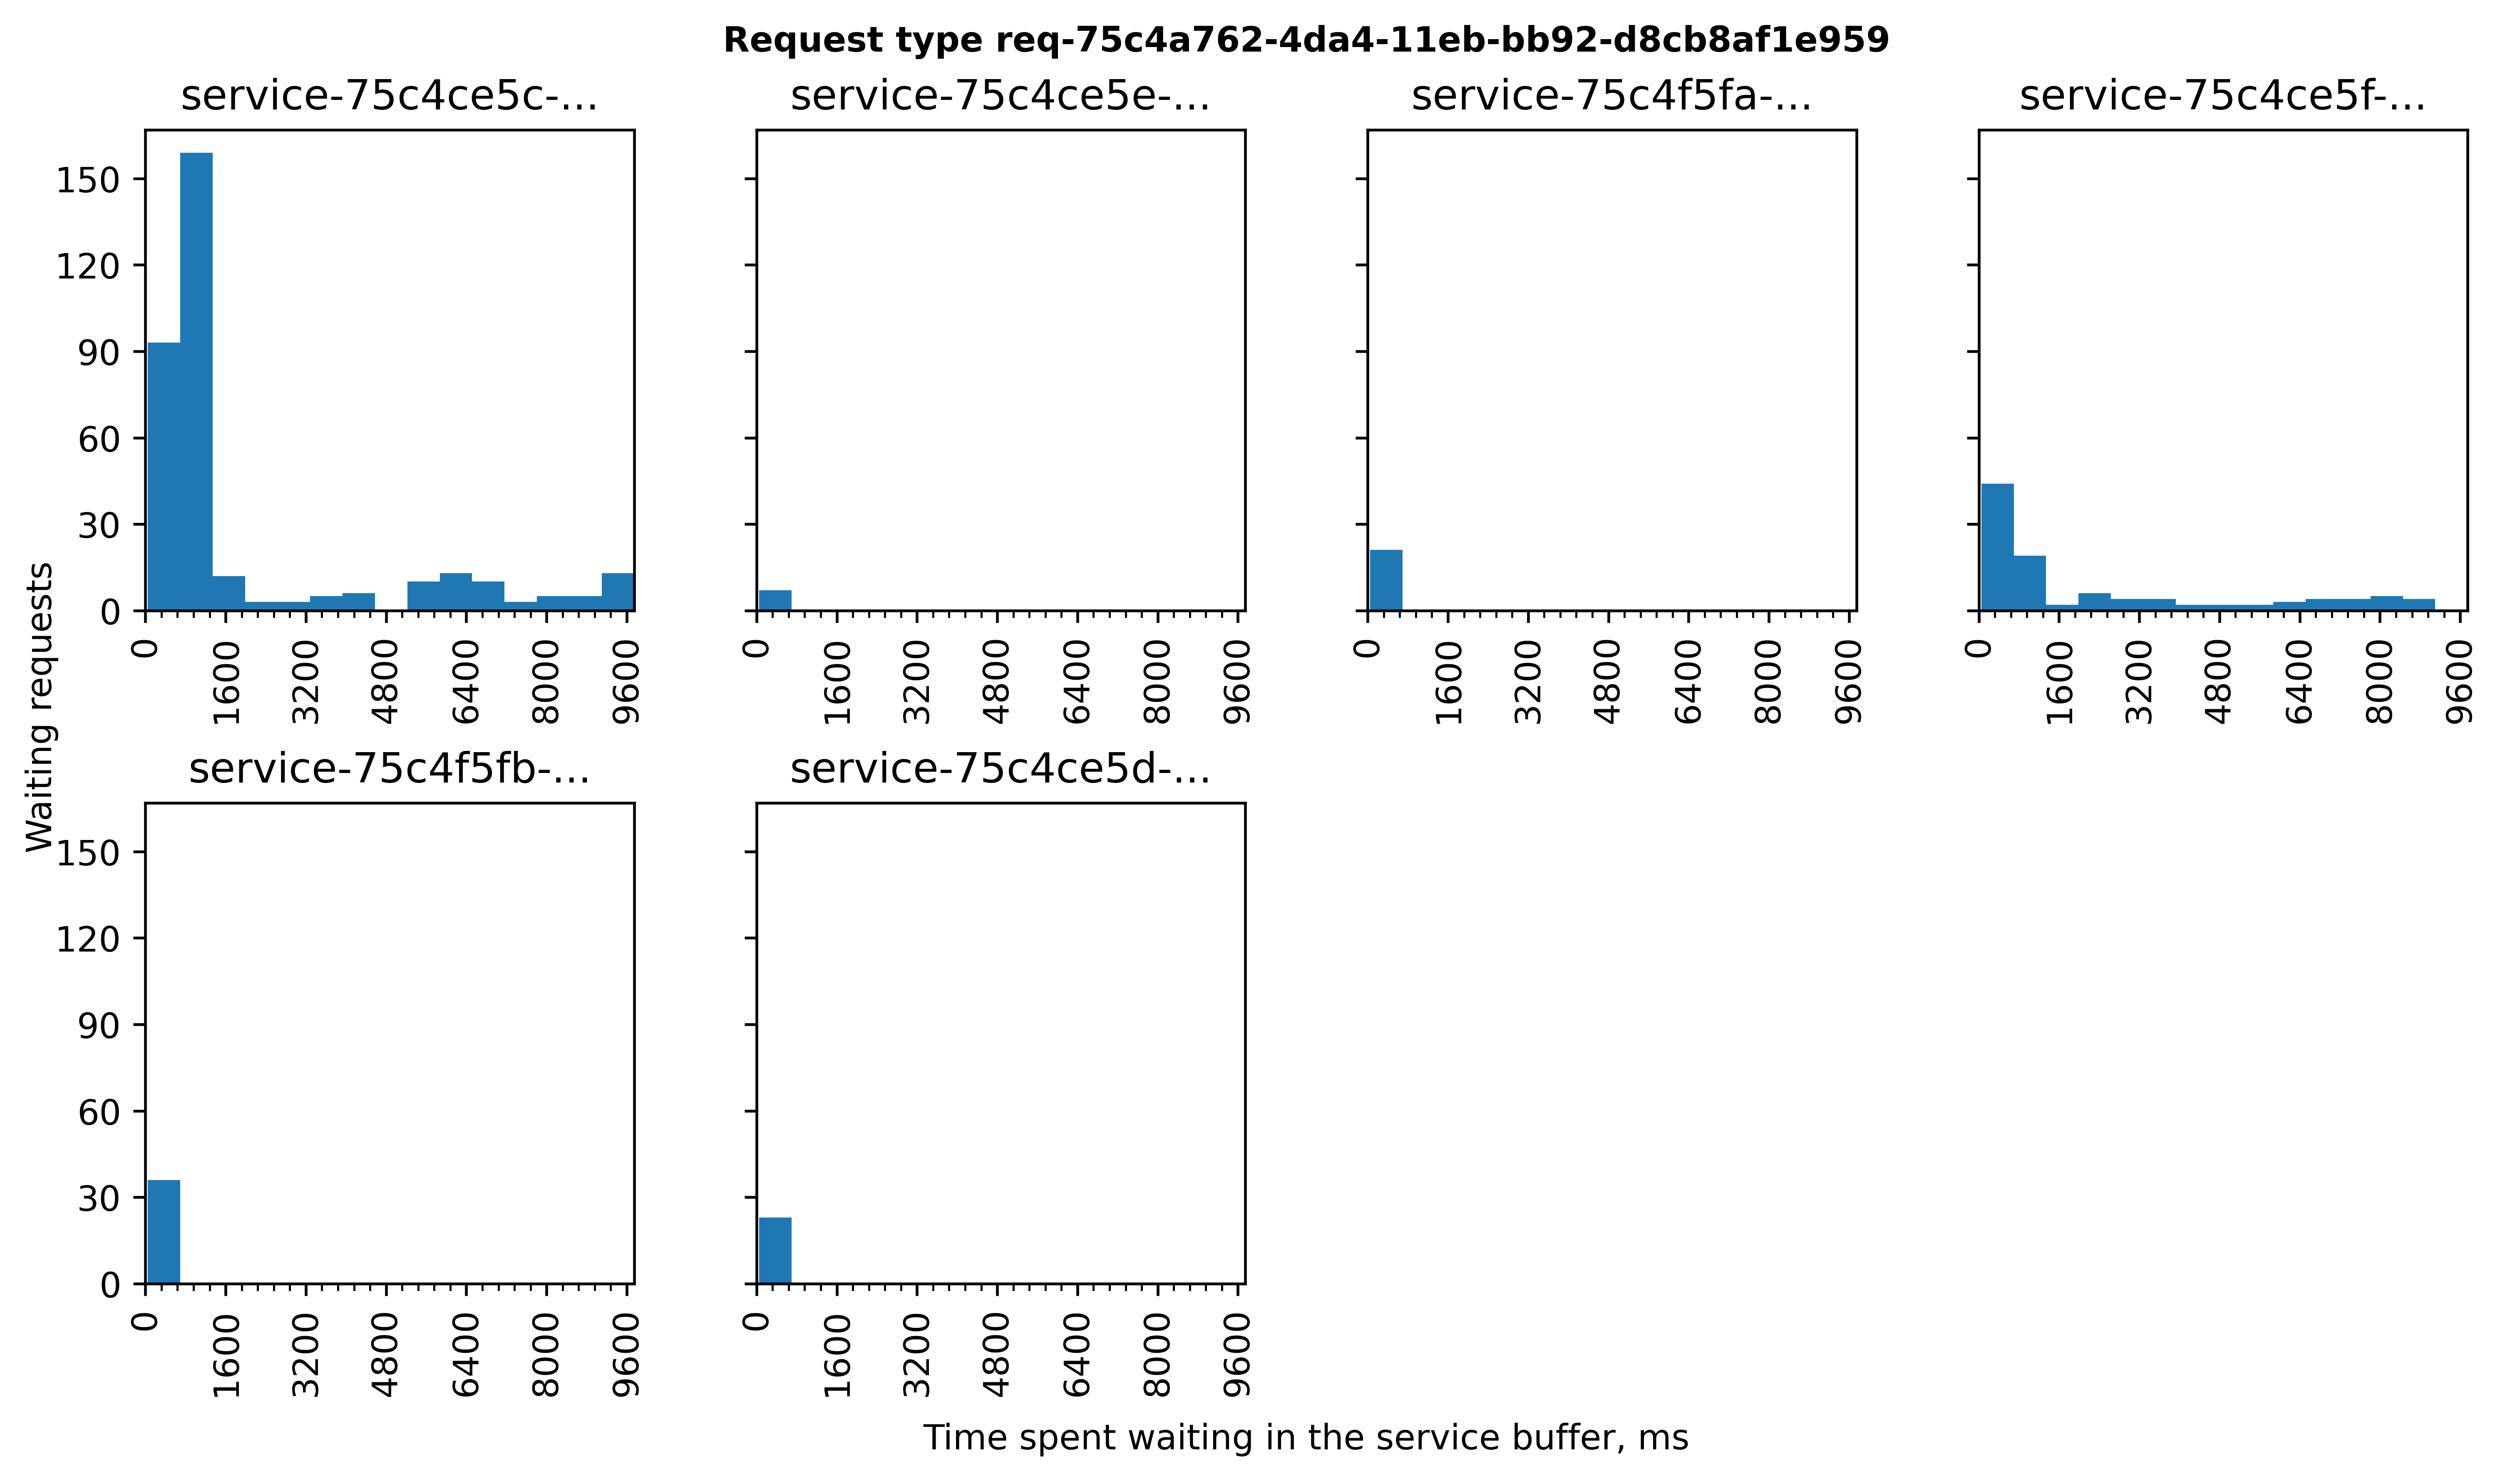 Request type req-75c4a762-4da4-11eb-bb92-d8cb8af1e959
service-75c4ce5c-...
service-75c4ce5e-...
service-75c4f5fa-...
service-75c4ce5f-...
150
120
90
60
30
0
0 1600 3200 4800 6400 8000 9600
0 1600 3200 4800 6400 8000 9600
0 1600 3200 4800 6400 8000 9600
0 1600 3200 4800 6400 8000 9600
Waiting requests
service-75c4f5fb-...
service-75c4ce5d-...
150
120
90
60
30
0
0 1600 3200 4800 6400 8000 9600
0 1600 3200 4800 6400 8000 9600
Time spent waiting in the service buffer, ms